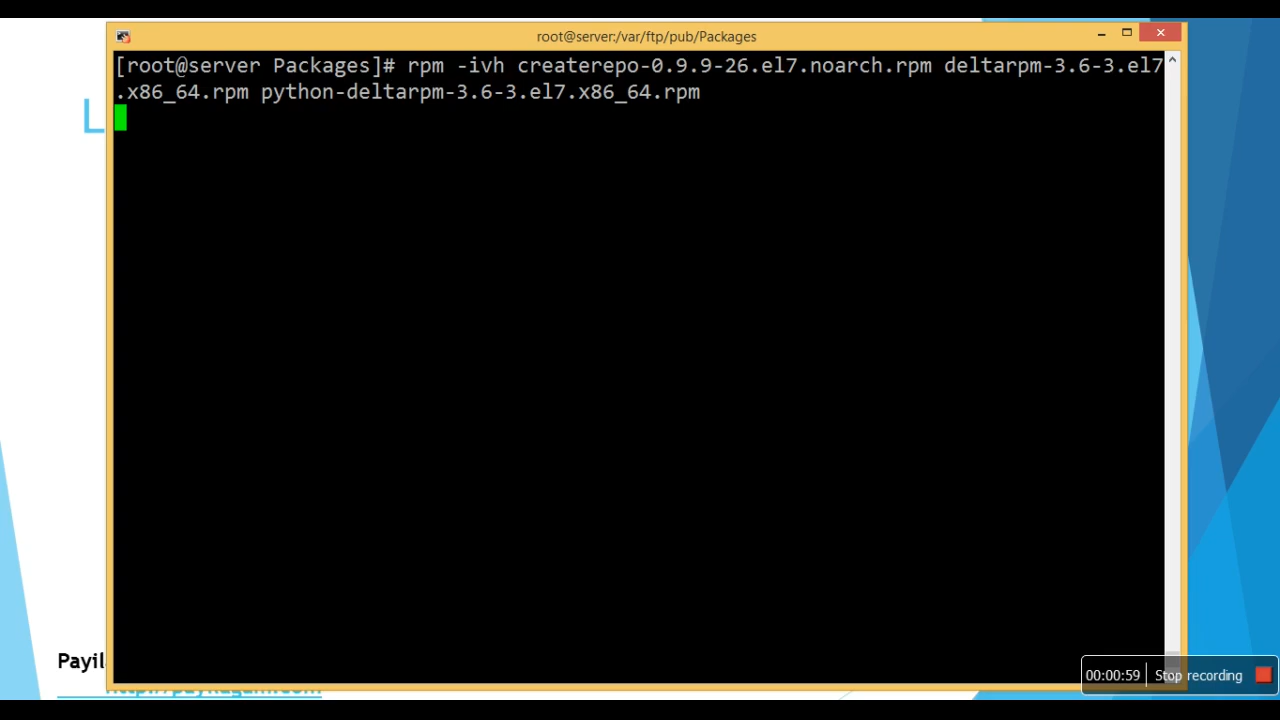 root@server:/var/ftp/pub/Packages
[root@server Packages]# rpm -ivh createrepo-0.9.9-26.el7.noarch.rpm deltarpm-3.6-3.el7
.x86_64.rpm python-deltarpm-3.6-3.el7.x86_64.rpm
L
Payil
00:00:59 Stop recording